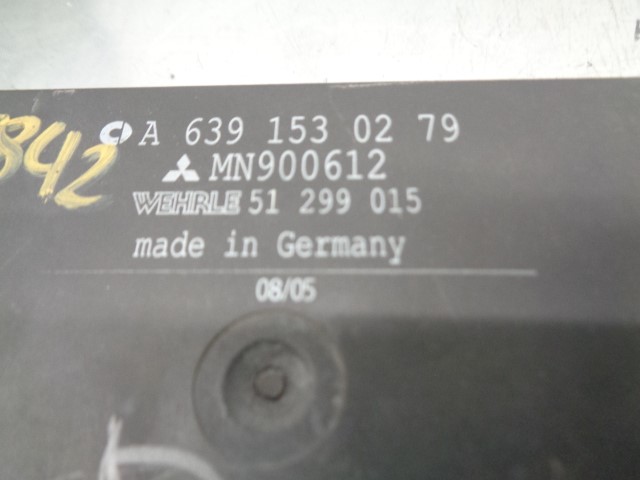 842
A 639 153 02 79
MN900612
WEHRLE 51 299 015
made in Germany
08/05